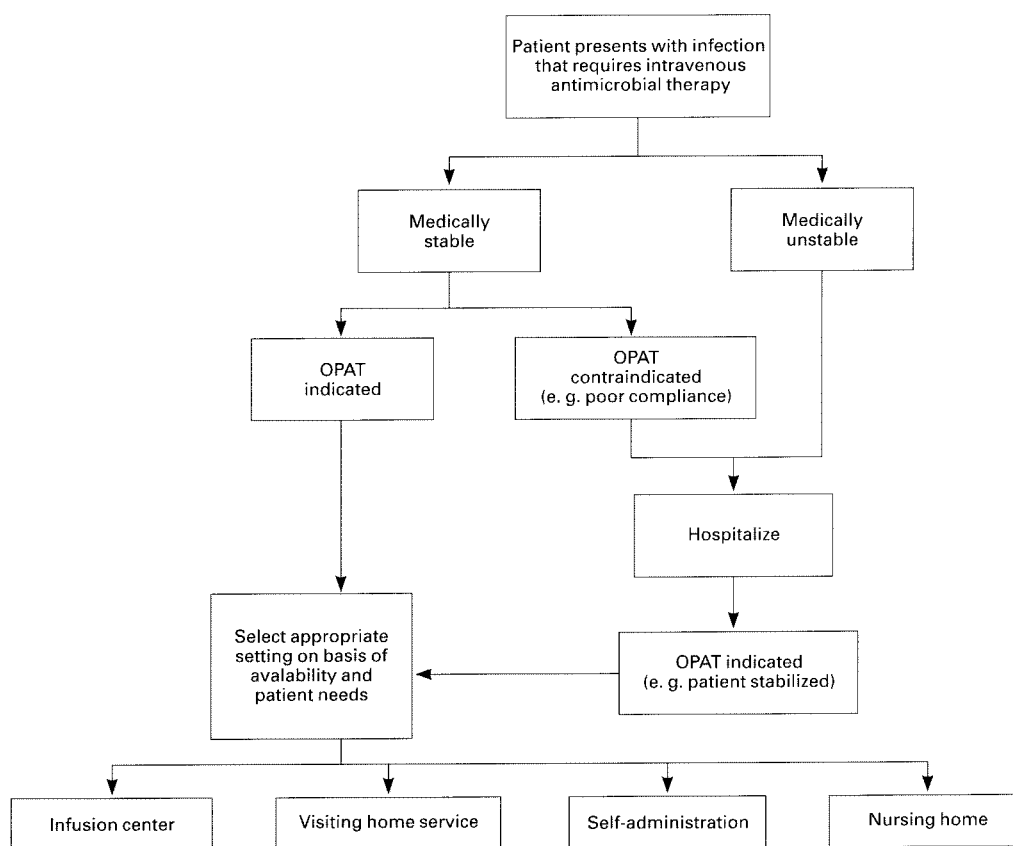 Patient presents with infection
that requires intravenous
antimicrobial therapy
Medically
stable
Medically
unstable
OPAT
indicated
OPAT
contraindicated
(e. g. poor compliance)
Hospitalize
Select appropriate
setting on basis of
avalability and
patient needs
OPAT indicated
(e. g. patient stabilized)
Infusion center
Visiting home service
Self-administration
Nursing home